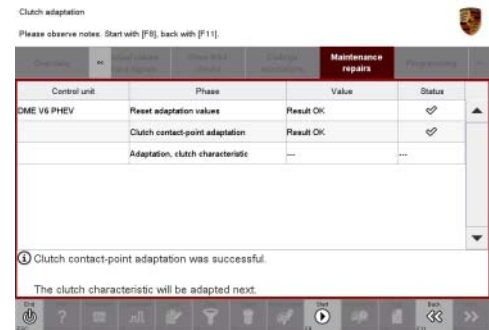 Clutch adaptation
Please observe notes. Start with [F8], back with [F11].
Overview
Maintenance repairs
Programming
Control unit Phase Value Status
DME V6 PHEV Reset adaptation values Result OK
Clutch contact-point adaptation Result OK
Adaptation, clutch characteristic --- ---
Clutch contact-point adaptation was successful.
The clutch characteristic will be adapted next.
Start
Back